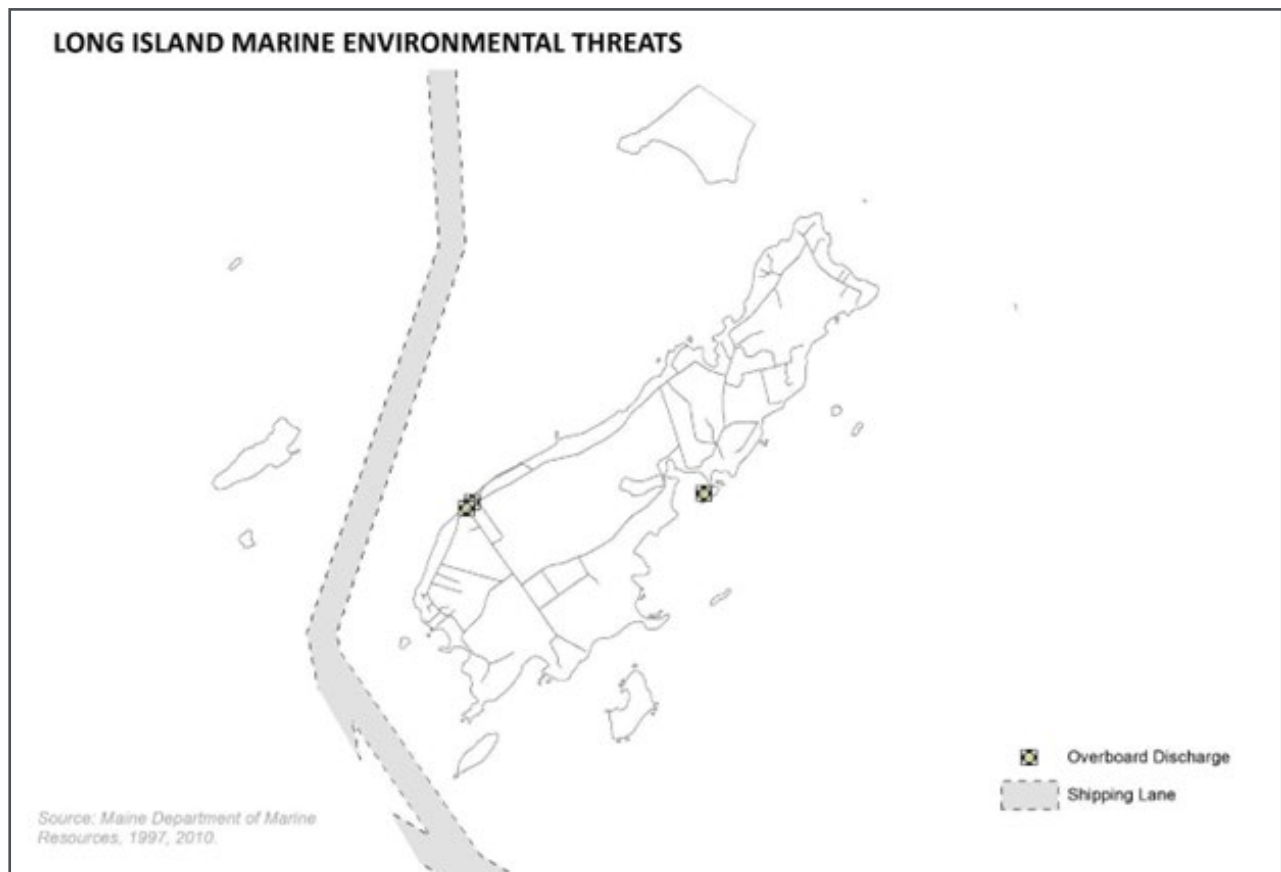 LONG ISLAND MARINE ENVIRONMENTAL THREATS
Overboard Discharge
Shipping Lane
Source: Maine Department of Marine
Resources, 1997, 2010.